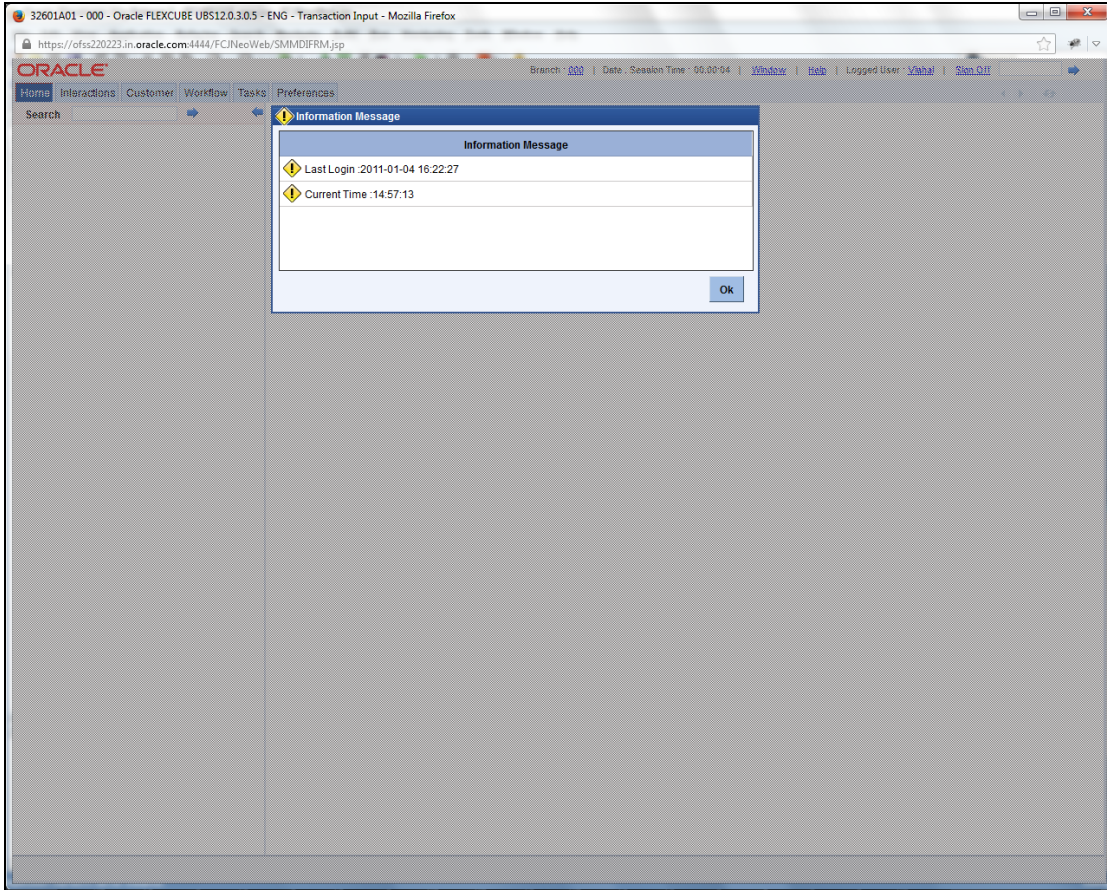 32601A01 - 000 - Oracle FLEXCUBE UBS12.0.3.0.5 - ENG - Transaction Input - Mozilla Firefox
https://ofss220223.in.oracle.com:4444/FCJNeoWeb/SMMDIFRM.jsp
ORACLE
Branch : 000 | Date : Session Time : 00:00:04 | Window | Help | Logged User : Vishal | Sign Off
Home Interactions Customer Workflow Tasks Preferences
Search
Information Message
Information Message
Last Login :2011-01-04 16:22:27
Current Time :14:57:13
Ok